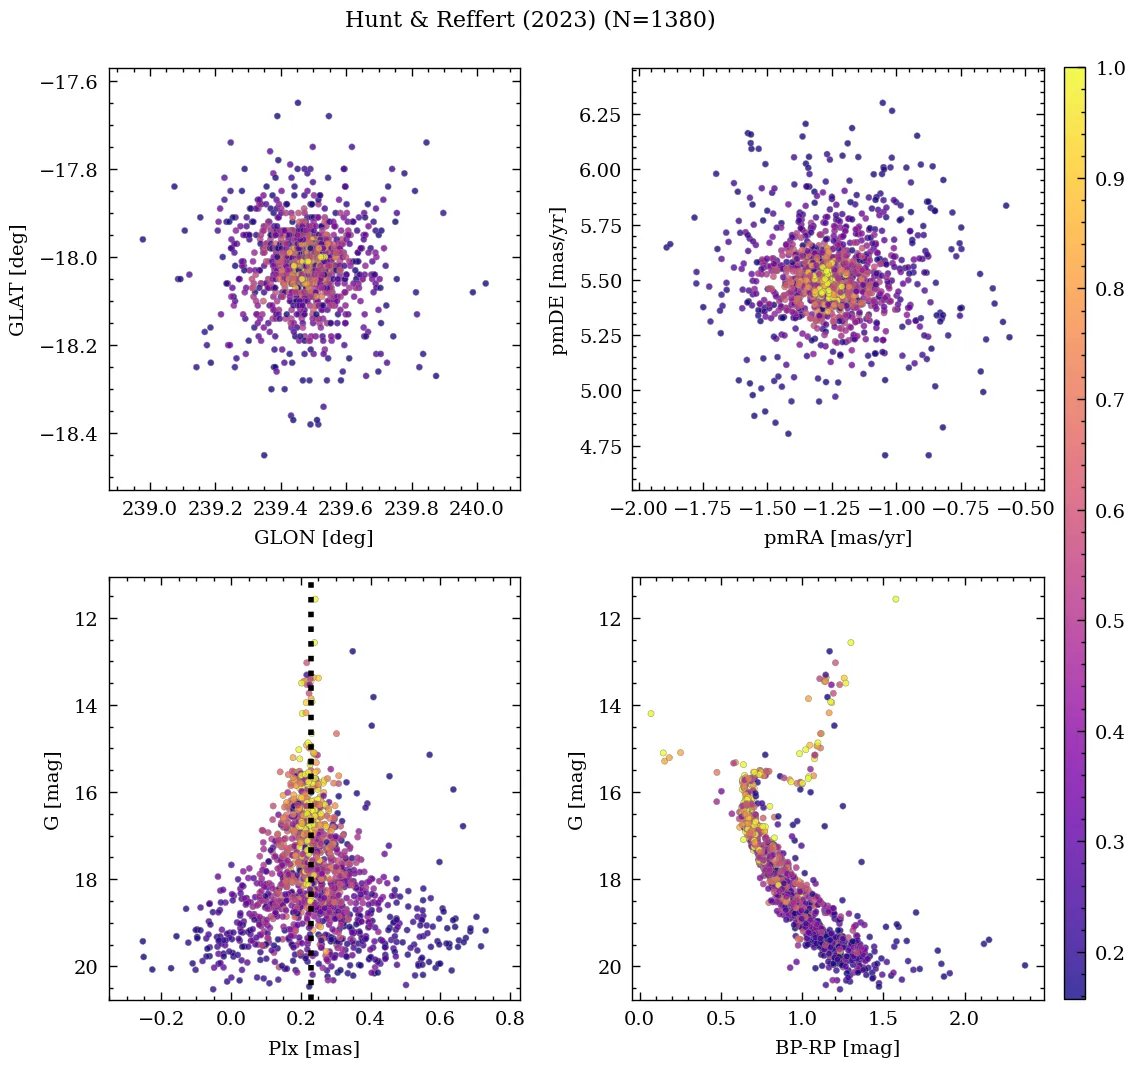 Hunt & Reffert (2023) (N=1380)
−17.6
−17.8
−18.0
−18.2
−18.4
GLAT [deg]
239.0 239.2 239.4 239.6 239.8 240.0
GLON [deg]
6.25
6.00
5.75
5.50
5.25
5.00
4.75
pmDE [mas/yr]
−2.00 −1.75 −1.50 −1.25 −1.00 −0.75 −0.50
pmRA [mas/yr]
12
14
16
18
20
G [mag]
−0.2 0.0 0.2 0.4 0.6 0.8
Plx [mas]
12
14
16
18
20
G [mag]
0.0 0.5 1.0 1.5 2.0
BP-RP [mag]
1.0
0.9
0.8
0.7
0.6
0.5
0.4
0.3
0.2